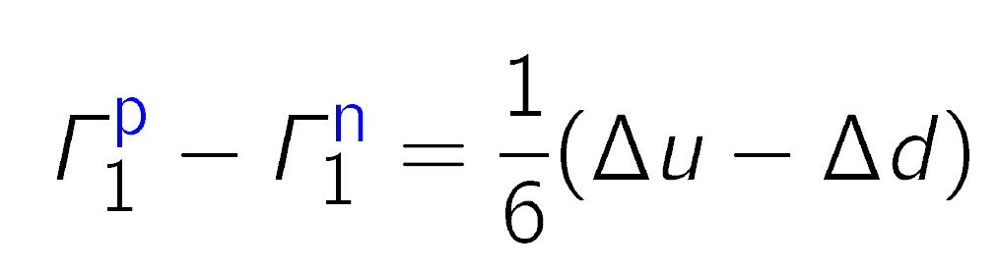 Γ₁ᵖ − Γ₁ⁿ = 1/6 (Δu − Δd)